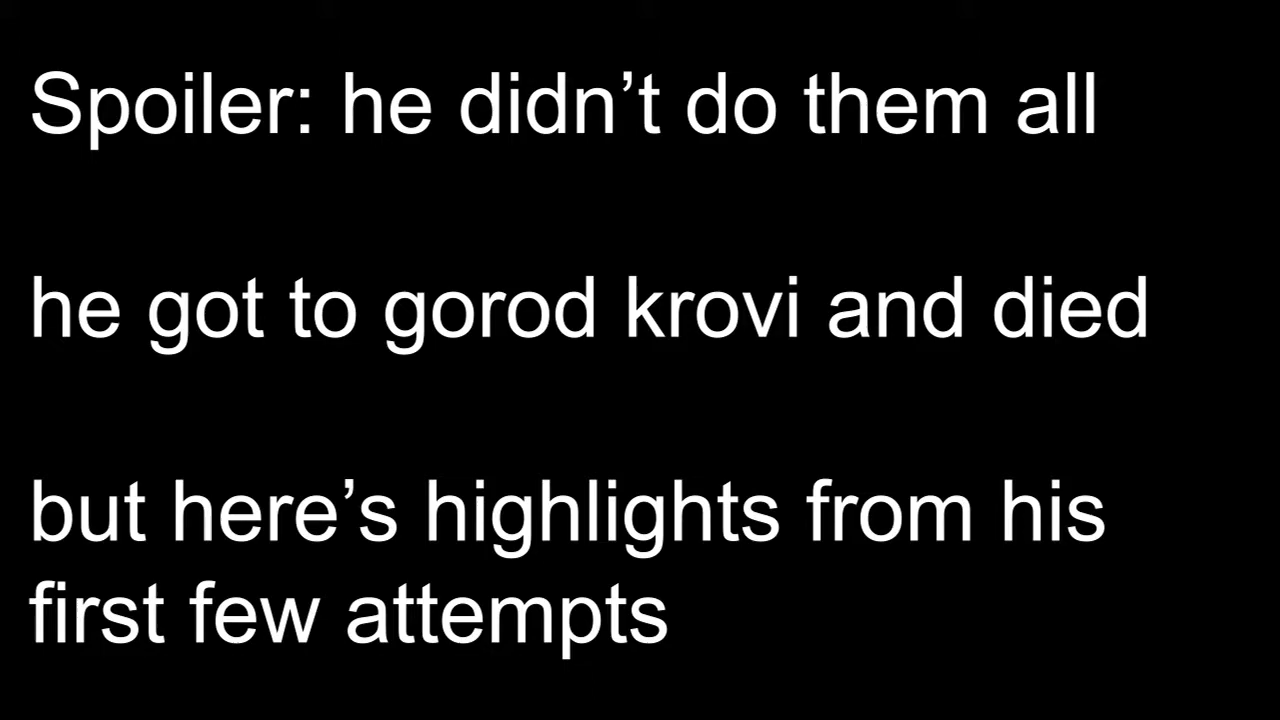 Spoiler: he didn’t do them all
he got to gorod krovi and died
but here’s highlights from his
first few attempts